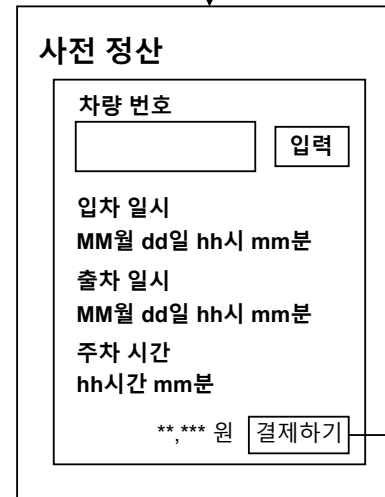 사전 정산
차량 번호
입력
입차 일시
MM월 dd일 hh시 mm분
출차 일시
MM월 dd일 hh시 mm분
주차 시간
hh시간 mm분
**,*** 원 결제하기